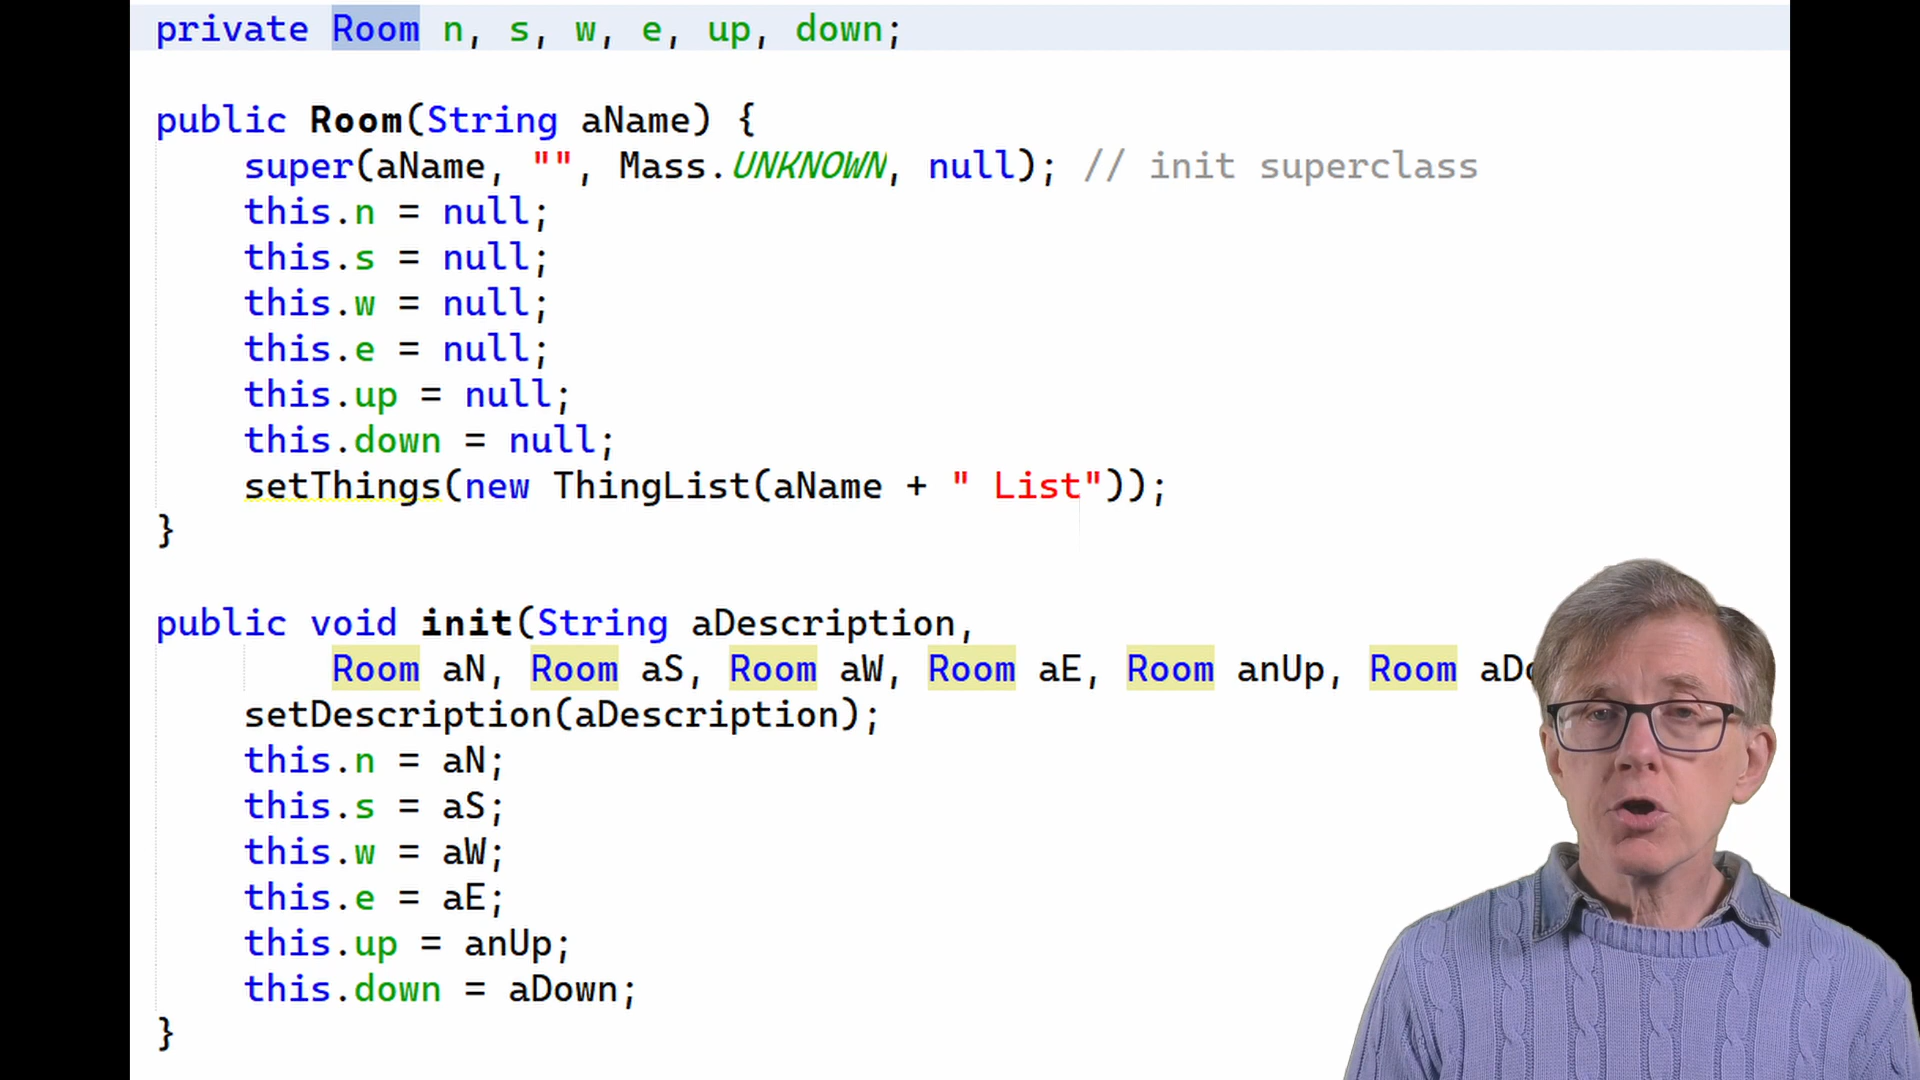 private Room n, s, w, e, up, down;
public Room(String aName) {
super(aName, "", Mass.UNKNOWN, null); // init superclass
this.n = null;
this.s = null;
this.w = null;
this.e = null;
this.up = null;
this.down = null;
setThings(new ThingList(aName + " List"));
}
public void init(String aDescription,
Room aN, Room aS, Room aW, Room aE, Room anUp, Room
setDescription(aDescription);
this.n = aN;
this.s = aS;
this.w = aW;
this.e = aE;
this.up = anUp;
this.down = aDown;
}